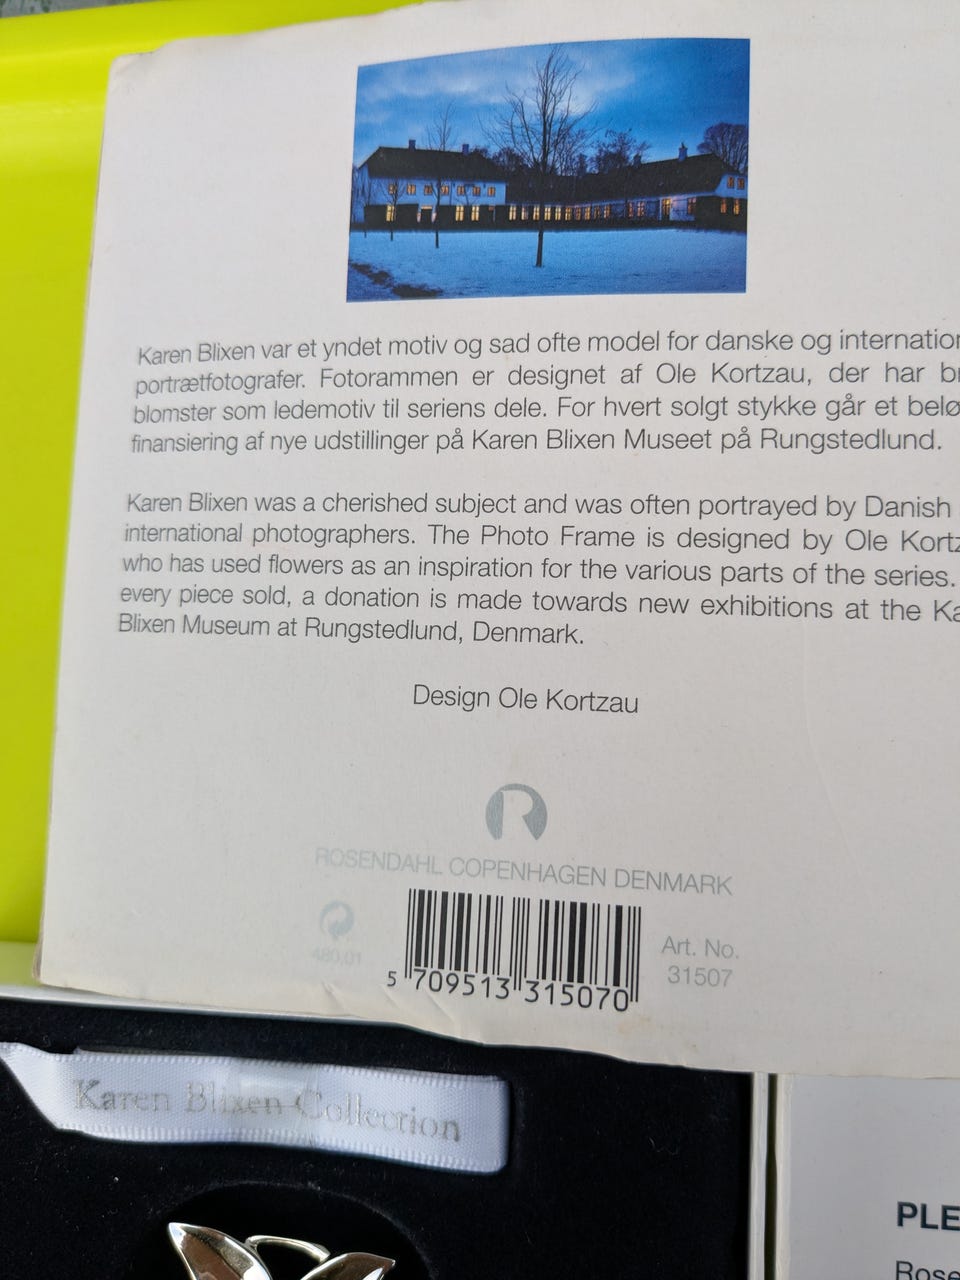 Karen Blixen var et yndet motiv og sad ofte model for danske og
portrætfotografer. Fotorammen er designet af Ole Kortzau, der har
blomster som ledemotiv til seriens dele. For hvert solgt stykke går et
finansiering af nye udstillinger på Karen Blixen Museet på Rungstedlund.
Karen Blixen was a cherished subject and was often portrayed by Danish
international photographers. The Photo Frame is designed by Ole
who has used flowers as an inspiration for the various parts of the series.
every piece sold, a donation is made towards new exhibitions at the
Blixen Museum at Rungstedlund, Denmark.
Design Ole Kortzau
R
ROSENDAHL COPENHAGEN DENMARK
480.01
5 709513 315070
Art. No.
31507
Karen Blixen Collection